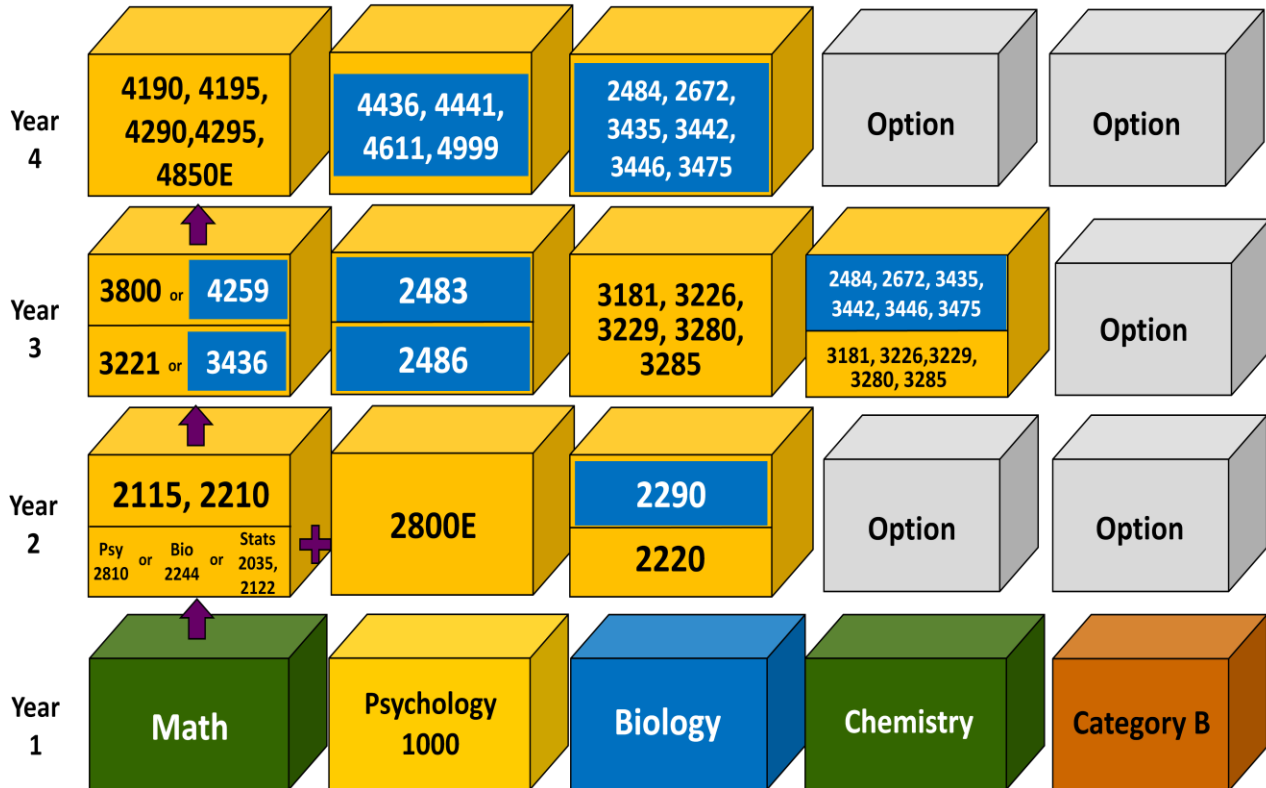 Year
4
4190, 4195,
4290,4295,
4850E
4436, 4441,
4611, 4999
2484, 2672,
3435, 3442,
3446, 3475
Option
Option
Year
3
3800 or 4259
3221 or 3436
2483
2486
3181, 3226,
3229, 3280,
3285
2484, 2672, 3435,
3442, 3446, 3475
3181, 3226,3229,
3280, 3285
Option
Year
2
2115, 2210
Psy
2810
or
Bio
2244
or
Stats
2035,
2122
2800E
2290
2220
Option
Option
Year
1
Math
Psychology
1000
Biology
Chemistry
Category B